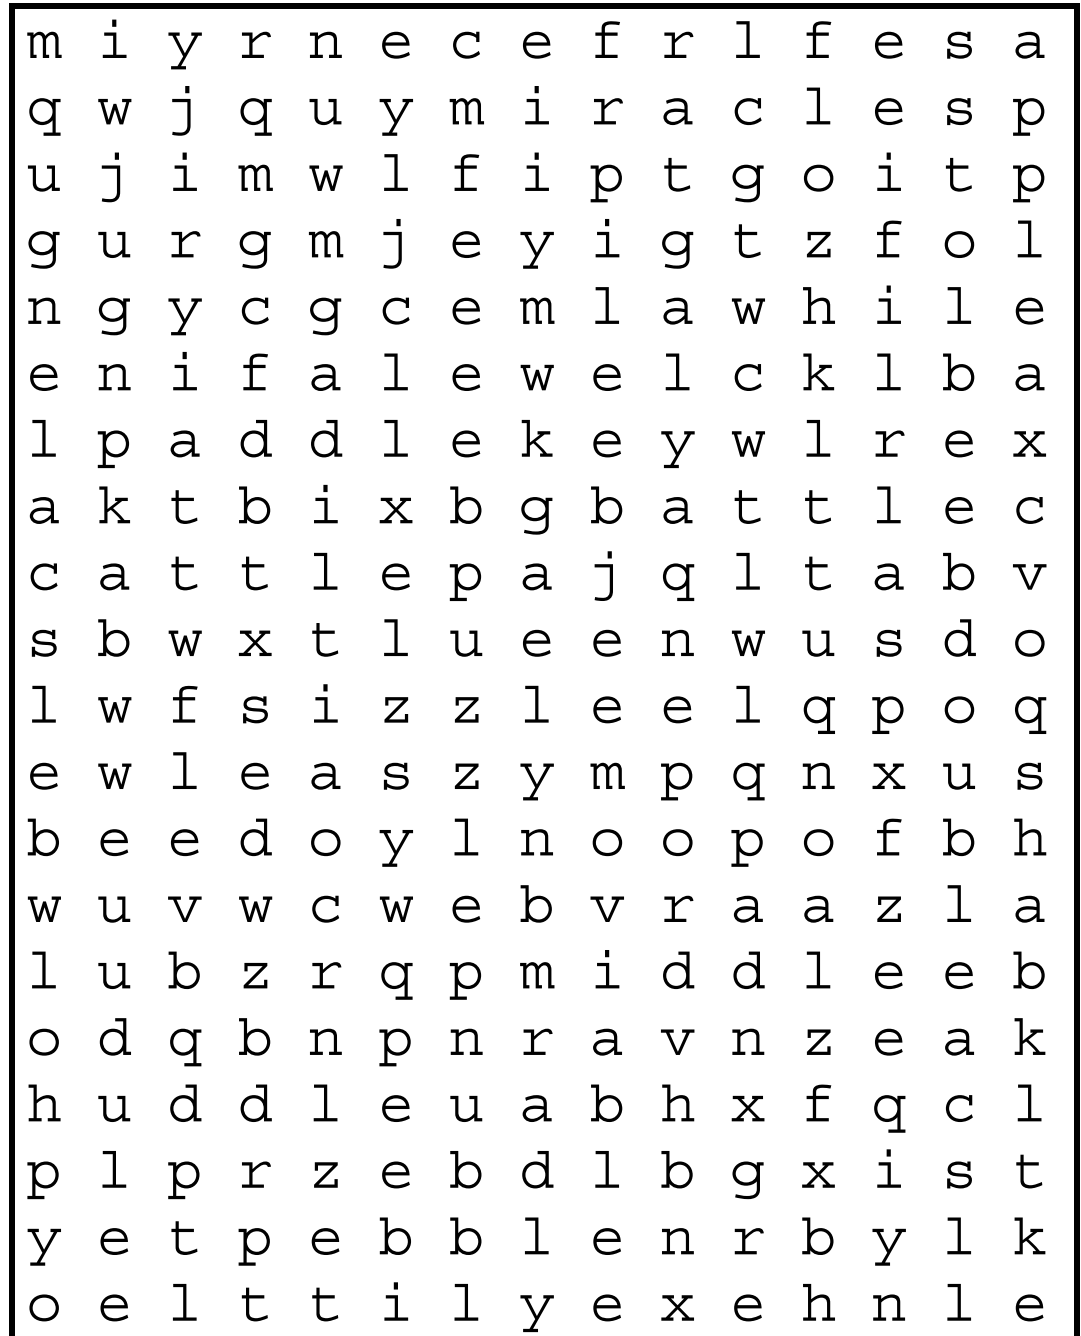 m i y r n e c e f r l f e s a
q w j q u y m i r a c l e s p
u j i m w l f i p t g o i t p
g u r g m j e y i g t z f o l
n g y c g c e m l a w h i l e
e n i f a l e w e l c k l b a
l p a d d l e k e y w l r e x
a k t b i x b g b a t t l e c
c a t t l e p a j q l t a b v
s b w x t l u e e n w u s d o
l w f s i z z l e e l q p o q
e w l e a s z y m p q n x u s
b e e d o y l n o o p o f b h
w u v w c w e b v r a a z l a
l u b z r q p m i d d l e e b
o d q b n p n r a v n z e a k
h u d d l e u a b h x f q c l
p l p r z e b d l b g x i s t
y e t p e b b l e n r b y l k
o e l t t i l y e x e h n l e